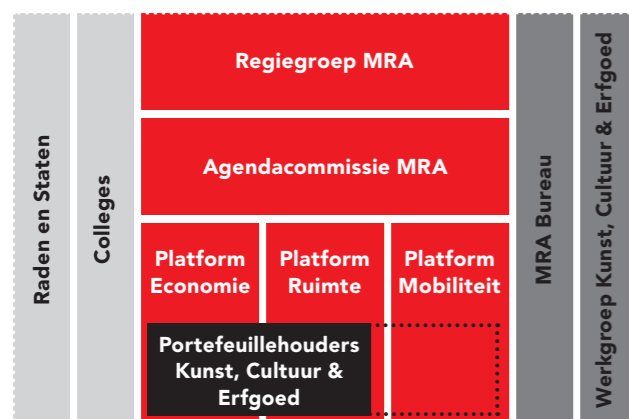 Raden en Staten
Colleges
Regiegroep MRA
Agendacommissie MRA
Platform
Economie
Platform
Ruimte
Platform
Mobiliteit
Portefeuillehouders
Kunst, Cultuur &
Erfgoed
MRA Bureau
Werkgroep Kunst, Cultuur & Erfgoed